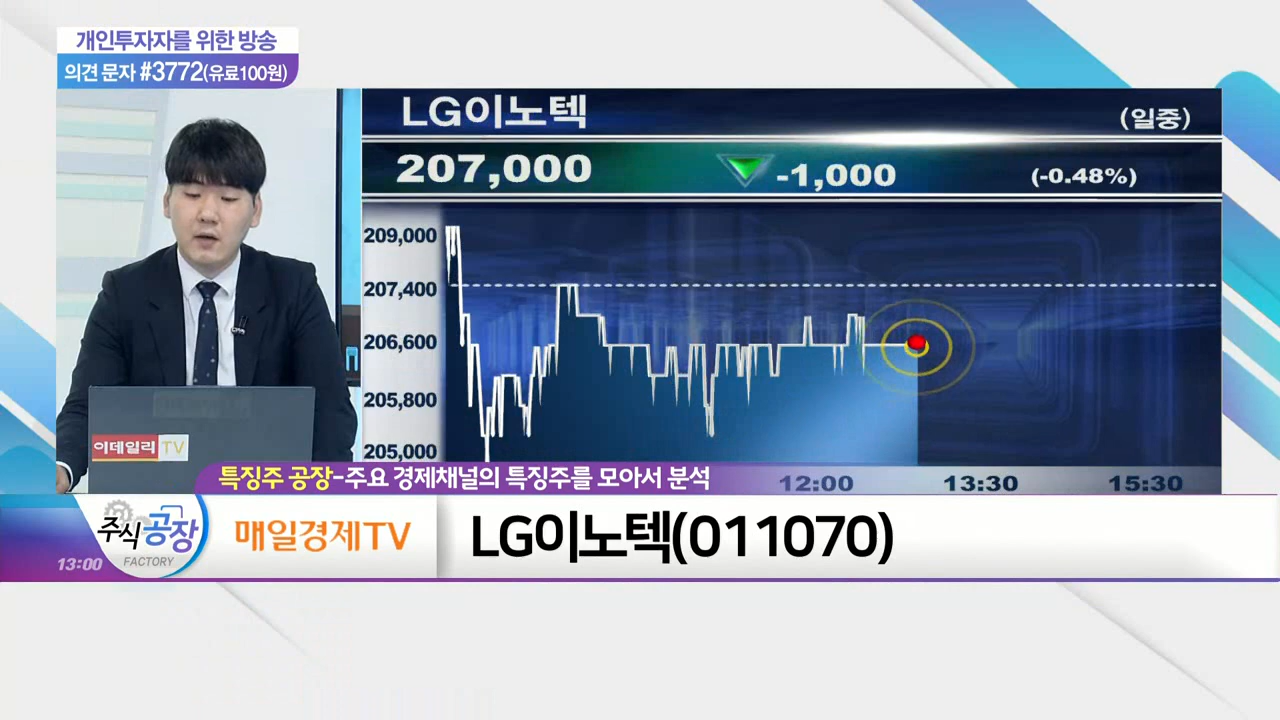 개인투자자를 위한 방송
의견 문자 #3772(유료100원)
LG이노텍
(일중)
207,000 -1,000 (-0.48%)
209,000
207,400
206,600
205,800
205,000
12:00 13:30 15:30
이데일리 TV
특징주 공장-주요 경제채널의 특징주를 모아서 분석
주식공장
FACTORY
13:00
매일경제TV
LG이노텍(011070)